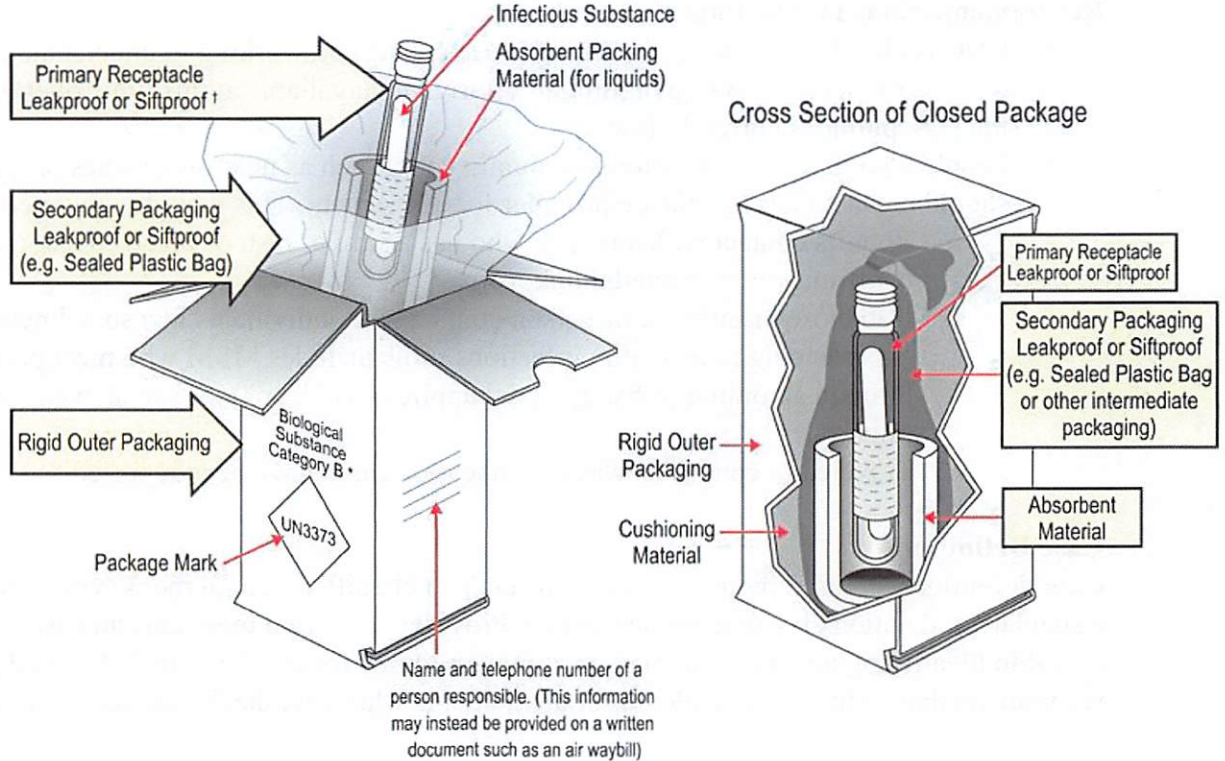 Infectious Substance
Absorbent Packing
Material (for liquids)
Primary Receptacle
Leakproof or Siftproof †
Secondary Packaging
Leakproof or Siftproof
(e.g. Sealed Plastic Bag)
Rigid Outer Packaging
Biological
Substance
Category B *
UN3373
Package Mark
Name and telephone number of a
person responsible. (This information
may instead be provided on a written
document such as an air waybill)
Cross Section of Closed Package
Primary Receptacle
Leakproof or Siftproof
Secondary Packaging
Leakproof or Siftproof
(e.g. Sealed Plastic Bag
or other intermediate
packaging)
Rigid Outer
Packaging
Cushioning
Material
Absorbent
Material